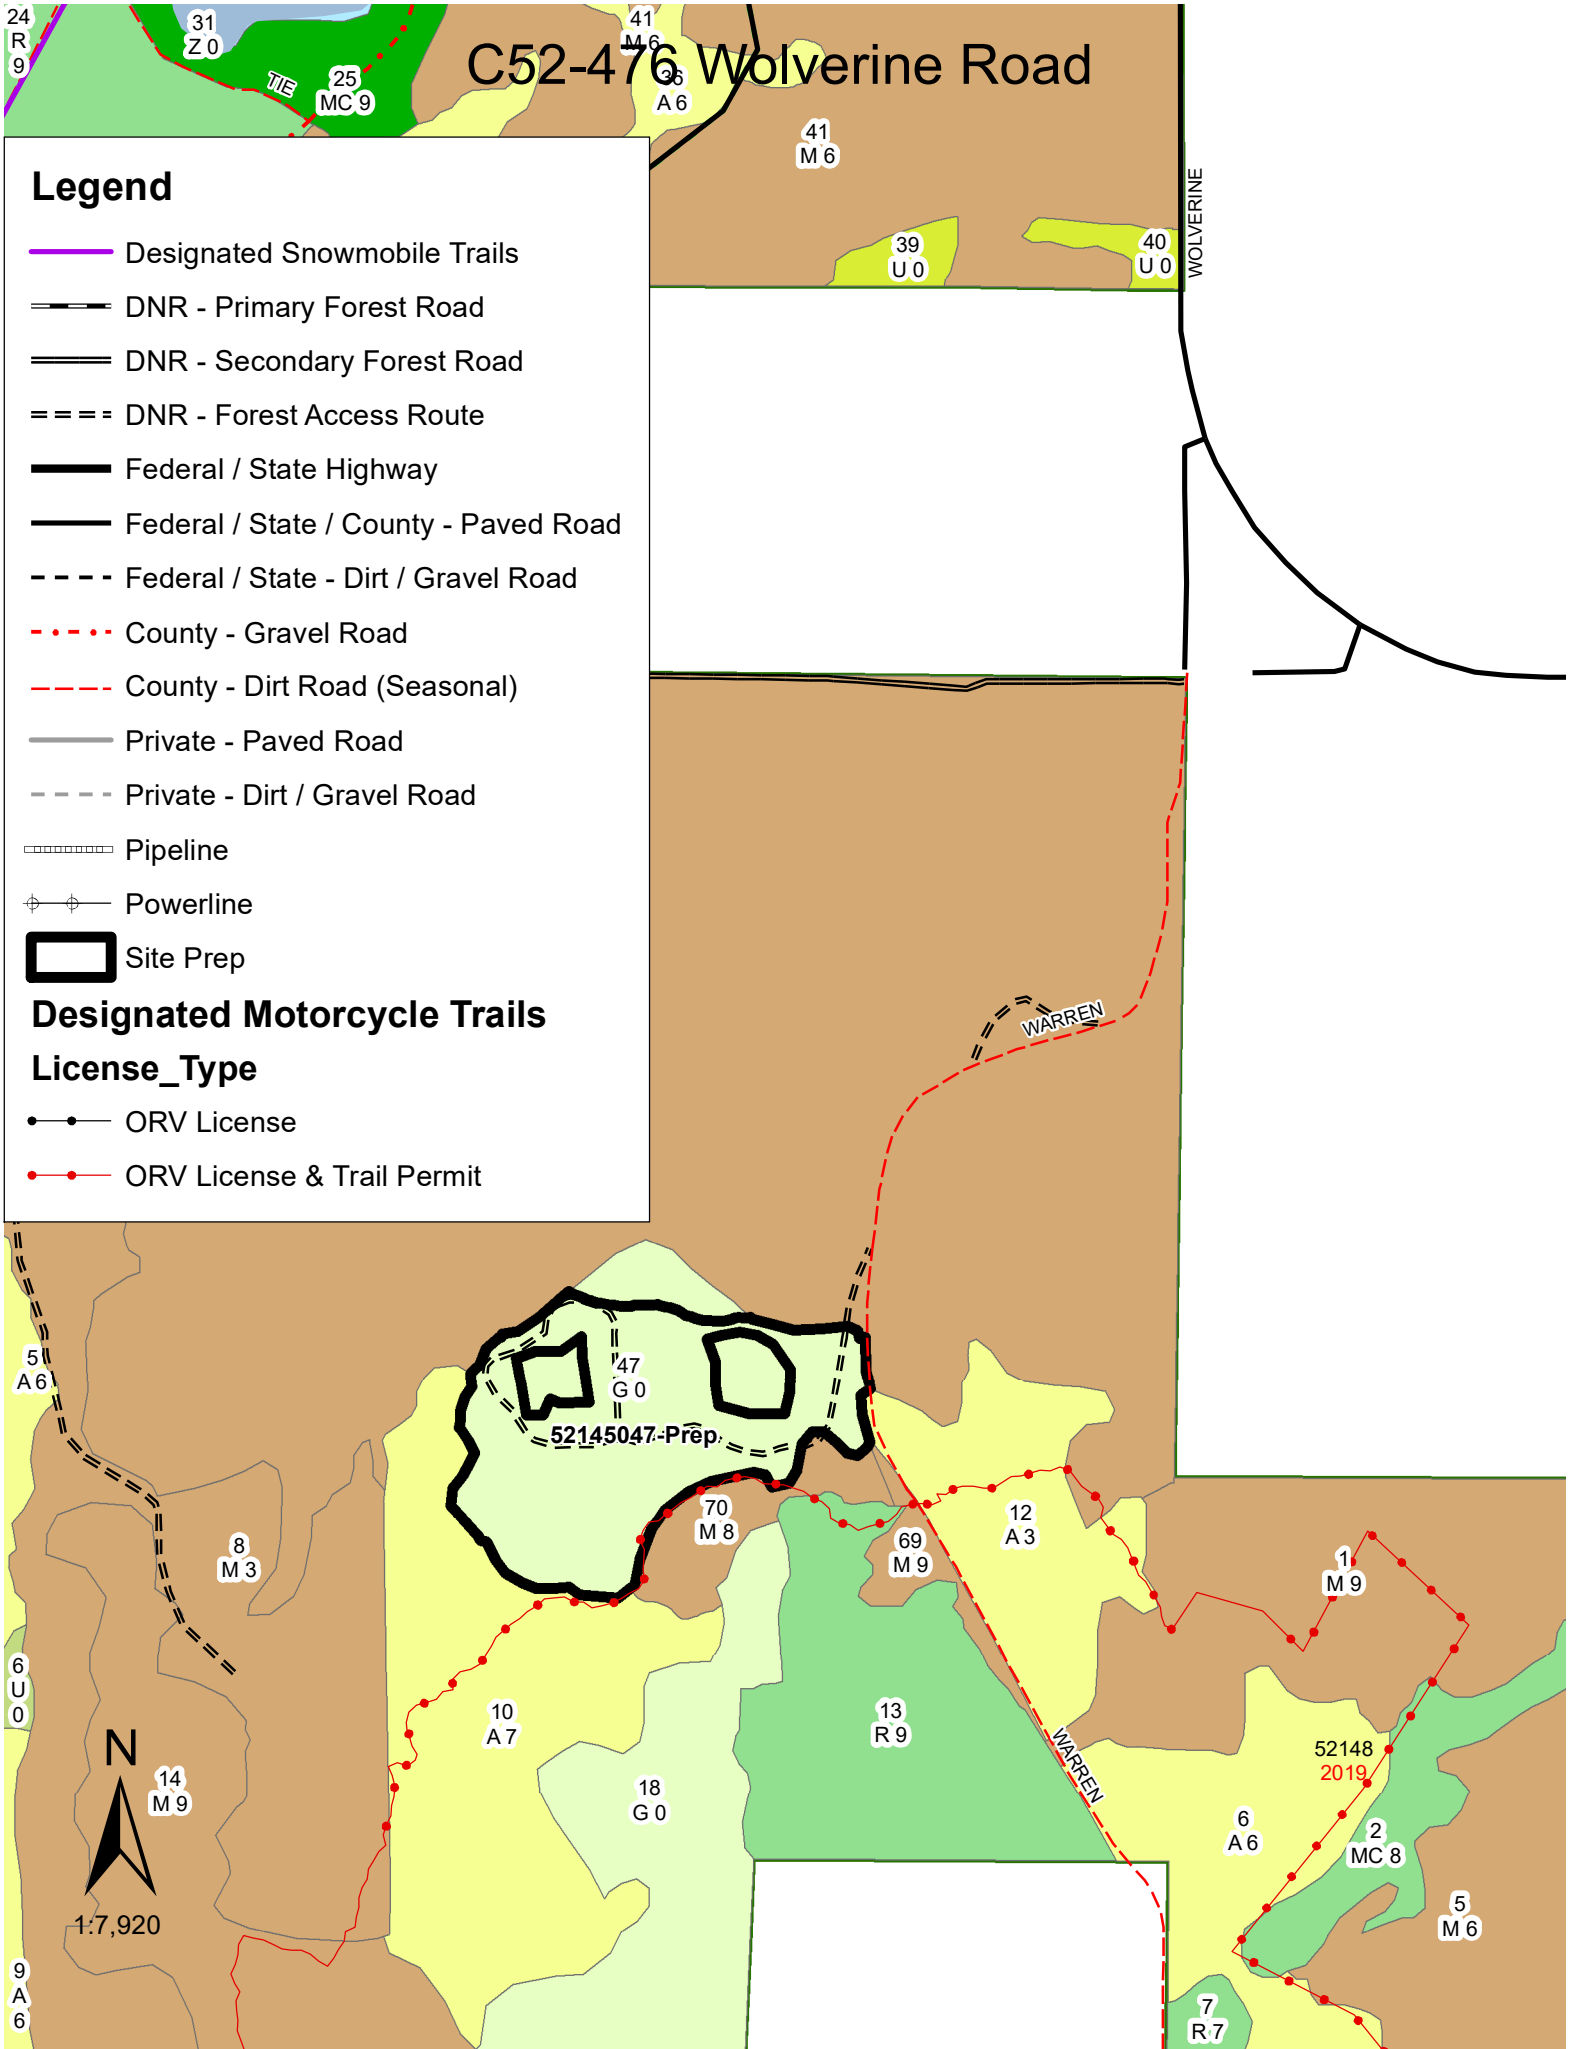 C52-476 Wolverine Road
24
R
9
31
Z 0
TIE
25
MC 9
41
M 6
36
A 6
41
M 6
39
U 0
40
U 0
WOLVERINE
Legend
Designated Snowmobile Trails
DNR - Primary Forest Road
DNR - Secondary Forest Road
DNR - Forest Access Route
Federal / State Highway
Federal / State / County - Paved Road
Federal / State - Dirt / Gravel Road
County - Gravel Road
County - Dirt Road (Seasonal)
Private - Paved Road
Private - Dirt / Gravel Road
Pipeline
Powerline
Site Prep
Designated Motorcycle Trails
License_Type
ORV License
ORV License & Trail Permit
WARREN
5
A 6
47
G 0
52145047-Prep
70
M 8
69
M 9
12
A 3
8
M 3
1
M 9
6
U
0
10
A 7
13
R 9
WARREN
52148
2019
N
14
M 9
18
G 0
6
A 6
2
MC 8
5
M 6
1:7,920
9
A
6
7
R 7